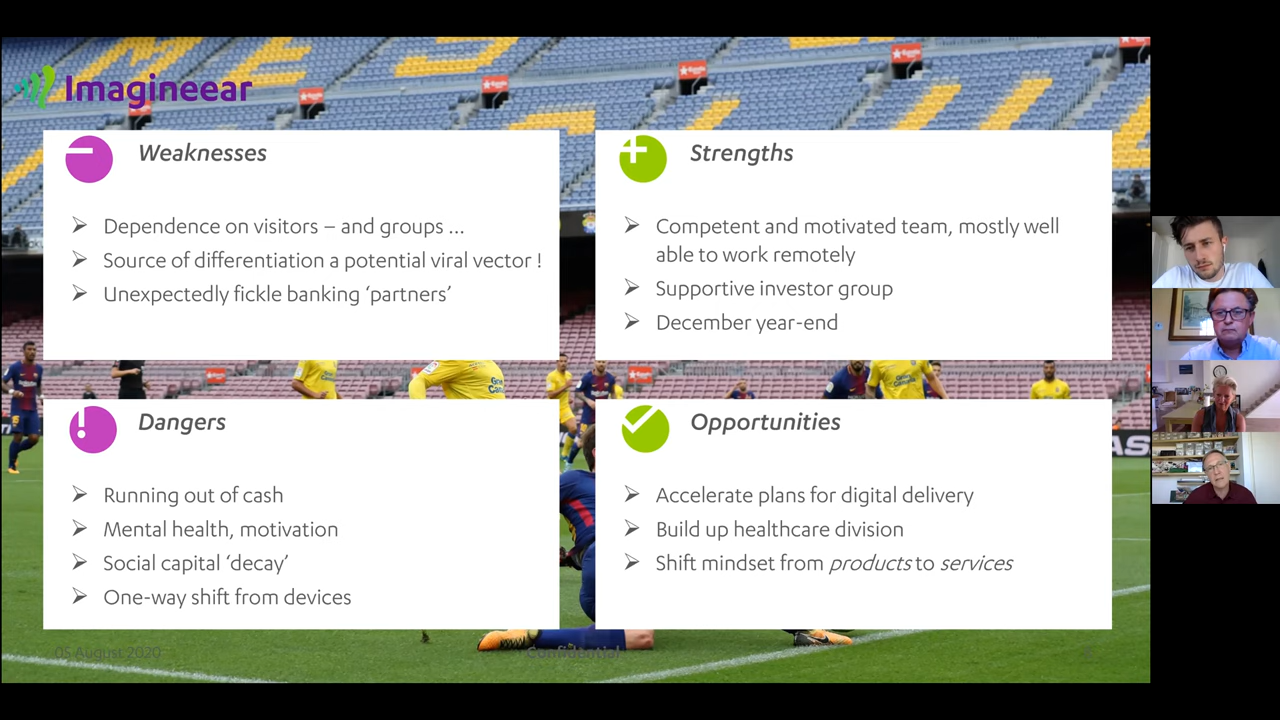 Imagineear
Weaknesses
Dependence on visitors – and groups ...
Source of differentiation a potential viral vector !
Unexpectedly fickle banking ‘partners’
Strengths
Competent and motivated team, mostly well
able to work remotely
Supportive investor group
December year-end
Dangers
Running out of cash
Mental health, motivation
Social capital ‘decay’
One-way shift from devices
Opportunities
Accelerate plans for digital delivery
Build up healthcare division
Shift mindset from products to services
05 August 2020
Confidential